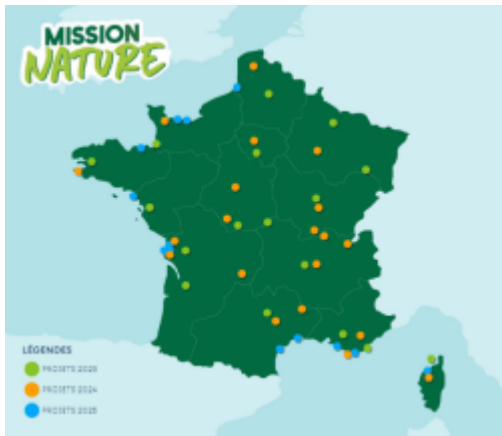 MISSION
NATURE
LÉGENDES
PROJETS 2023
PROJETS 2024
PROJETS 2025